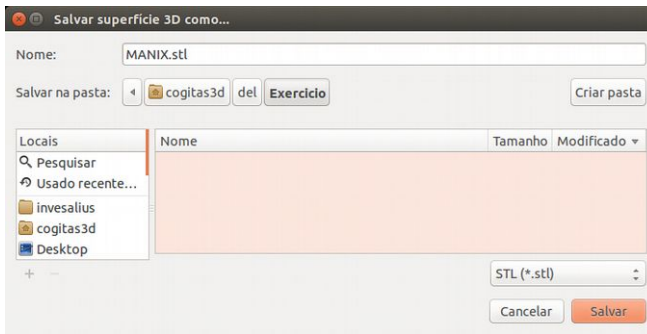 Salvar superfície 3D como...
Nome: MANIX.stl
Salvar na pasta: cogitas3d del Exercicio Criar pasta
Locais Nome Tamanho Modificado
Pesquisar
Usado recente...
invesalius
cogitas3d
Desktop
STL (*.stl)
Cancelar Salvar